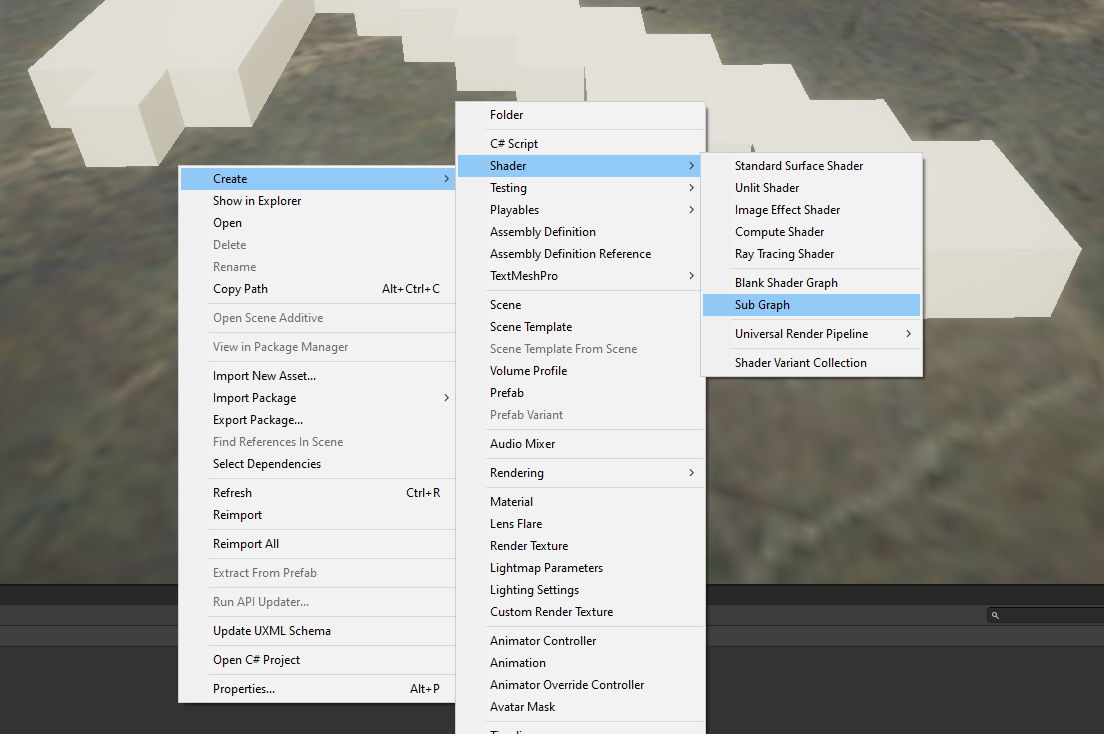 Create
Show in Explorer
Open
Delete
Rename
Copy Path Alt+Ctrl+C
Open Scene Additive
View in Package Manager
Import New Asset...
Import Package
Export Package...
Find References In Scene
Select Dependencies
Refresh Ctrl+R
Reimport
Reimport All
Extract From Prefab
Run API Updater...
Update UXML Schema
Open C# Project
Properties... Alt+P
Folder
C# Script
Shader
Testing
Playables
Assembly Definition
Assembly Definition Reference
TextMeshPro
Scene
Scene Template
Scene Template From Scene
Volume Profile
Prefab
Prefab Variant
Audio Mixer
Rendering
Material
Lens Flare
Render Texture
Lightmap Parameters
Lighting Settings
Custom Render Texture
Animator Controller
Animation
Animator Override Controller
Avatar Mask
Standard Surface Shader
Unlit Shader
Image Effect Shader
Compute Shader
Ray Tracing Shader
Blank Shader Graph
Sub Graph
Universal Render Pipeline
Shader Variant Collection